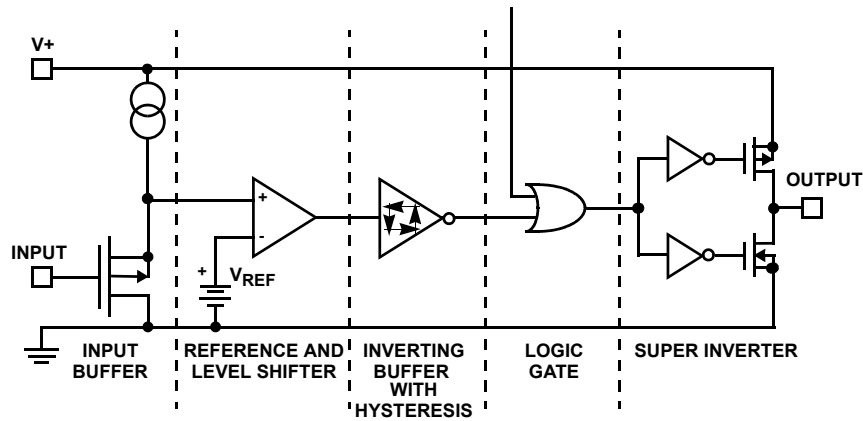 V+
+
-
OUTPUT
INPUT
+
VREF
INPUT
BUFFER
REFERENCE AND
LEVEL SHIFTER
INVERTING
BUFFER
WITH
HYSTERESIS
LOGIC
GATE
SUPER INVERTER